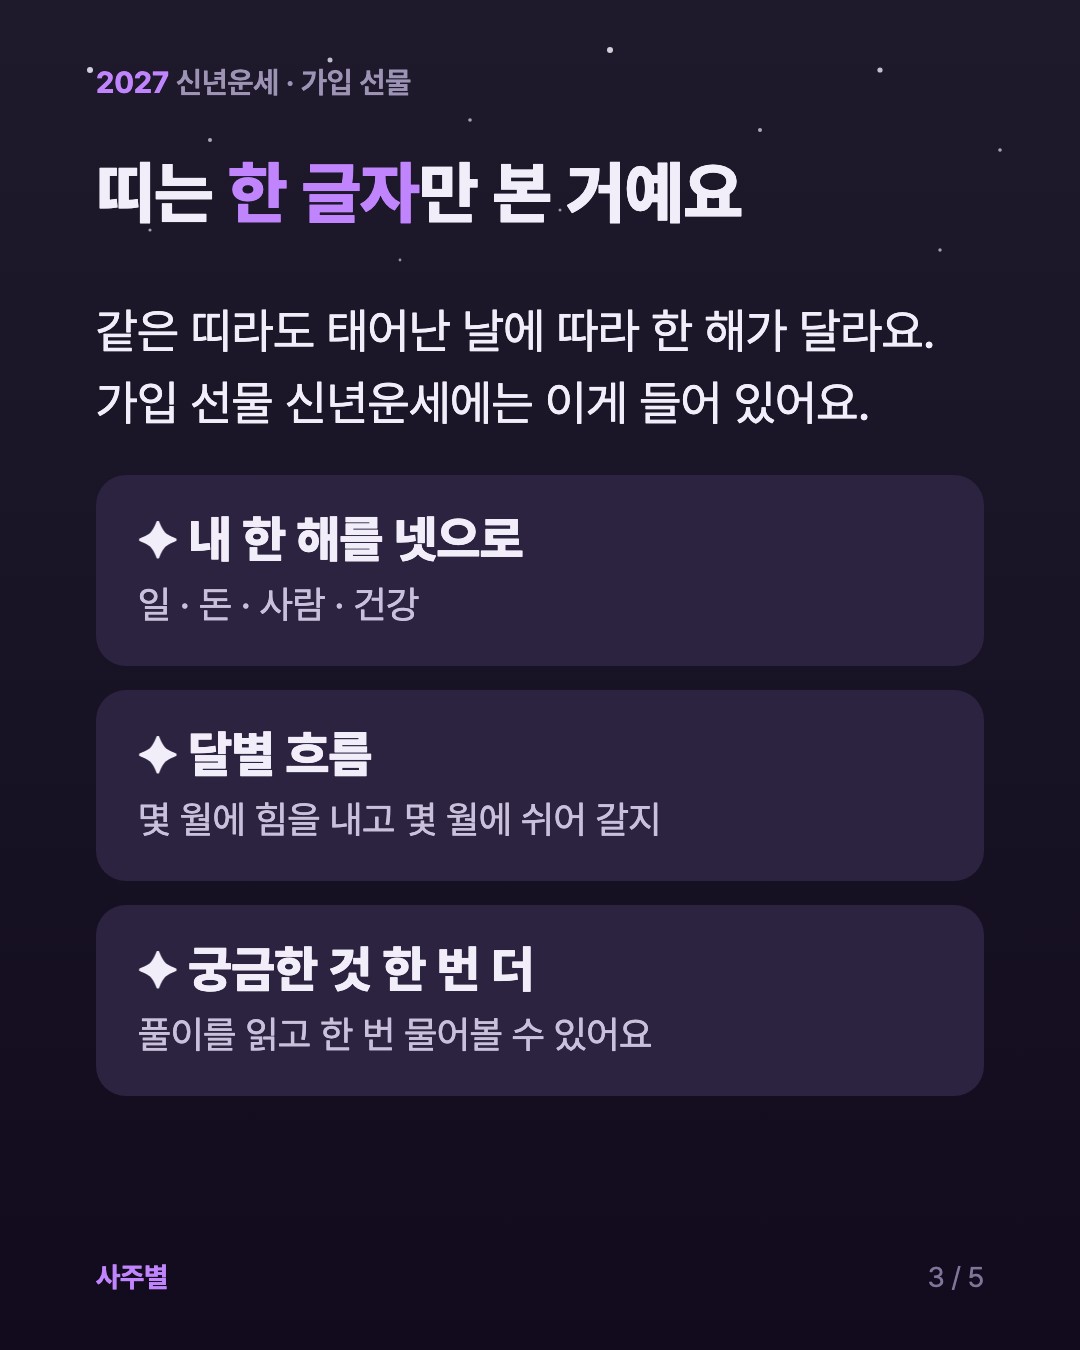 2027 신년운세 · 가입 선물
띠는 한 글자만 본 거예요
같은 띠라도 태어난 날에 따라 한 해가 달라요.
가입 선물 신년운세에는 이게 들어 있어요.
✦ 내 한 해를 넷으로
일 · 돈 · 사람 · 건강
✦ 달별 흐름
몇 월에 힘을 내고 몇 월에 쉬어 갈지
✦ 궁금한 것 한 번 더
풀이를 읽고 한 번 물어볼 수 있어요
사주별
3 / 5